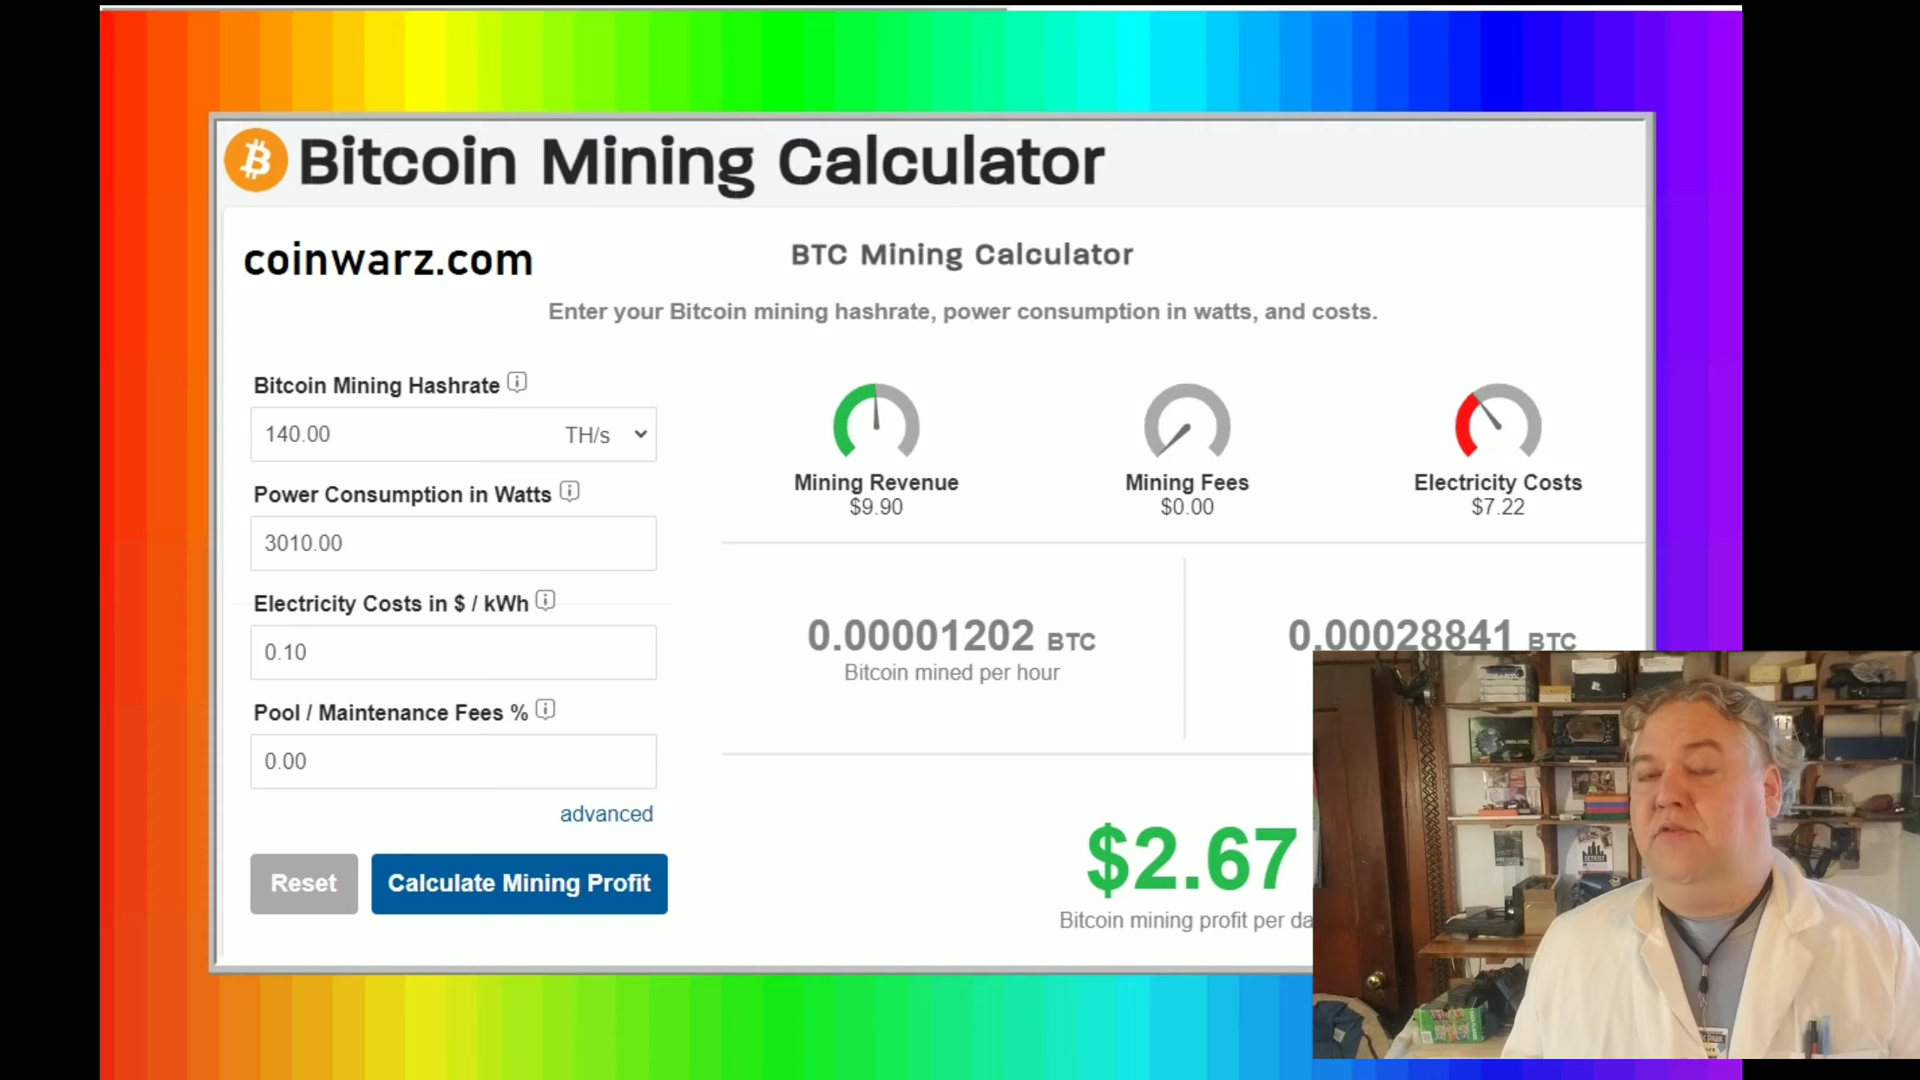 Bitcoin Mining Calculator
coinwarz.com
BTC Mining Calculator
Enter your Bitcoin mining hashrate, power consumption in watts, and costs.
Bitcoin Mining Hashrate
140.00 TH/s
Power Consumption in Watts
3010.00
Electricity Costs in $ / kWh
0.10
Pool / Maintenance Fees %
0.00
advanced
Reset
Calculate Mining Profit
Mining Revenue
$9.90
Mining Fees
$0.00
Electricity Costs
$7.22
0.00001202 BTC
Bitcoin mined per hour
0.00028841 BTC
$2.67
Bitcoin mining profit per da
DETROIT